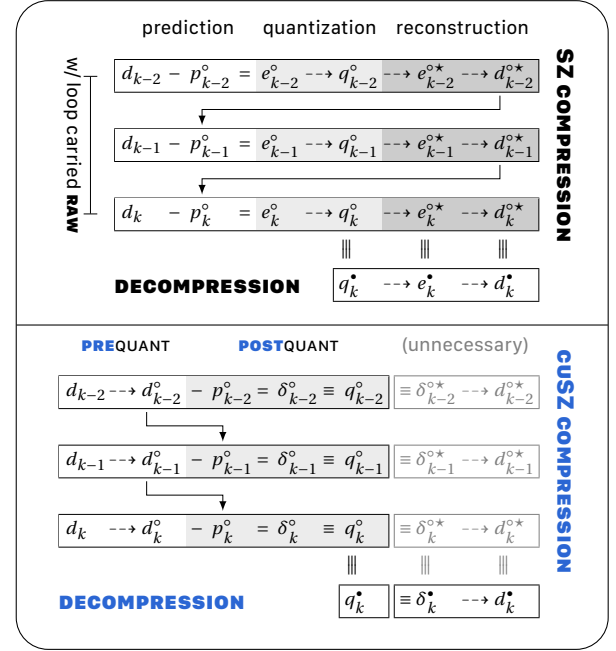 prediction quantization reconstruction
d_{k−2} − p°_{k−2} = e°_{k−2} ⇢ q°_{k−2} ⇢ e°⋆_{k−2} ⇢ d°⋆_{k−2}
d_{k−1} − p°_{k−1} = e°_{k−1} ⇢ q°_{k−1} ⇢ e°⋆_{k−1} ⇢ d°⋆_{k−1}
d_k − p°_k = e°_k ⇢ q°_k ⇢ e°⋆_k ⇢ d°⋆_k
w/ loop carried RAW
SZ COMPRESSION
DECOMPRESSION q•_k ⇢ e•_k ⇢ d•_k
PREQUANT POSTQUANT (unnecessary)
d_{k−2} ⇢ d°_{k−2} − p°_{k−2} = δ°_{k−2} ≡ q°_{k−2} ≡ δ°⋆_{k−2} ⇢ d°⋆_{k−2}
d_{k−1} ⇢ d°_{k−1} − p°_{k−1} = δ°_{k−1} ≡ q°_{k−1} ≡ δ°⋆_{k−1} ⇢ d°⋆_{k−1}
d_k ⇢ d°_k − p°_k = δ°_k ≡ q°_k ≡ δ°⋆_k ⇢ d°⋆_k
cuSZ COMPRESSION
DECOMPRESSION q•_k ≡ δ•_k ⇢ d•_k